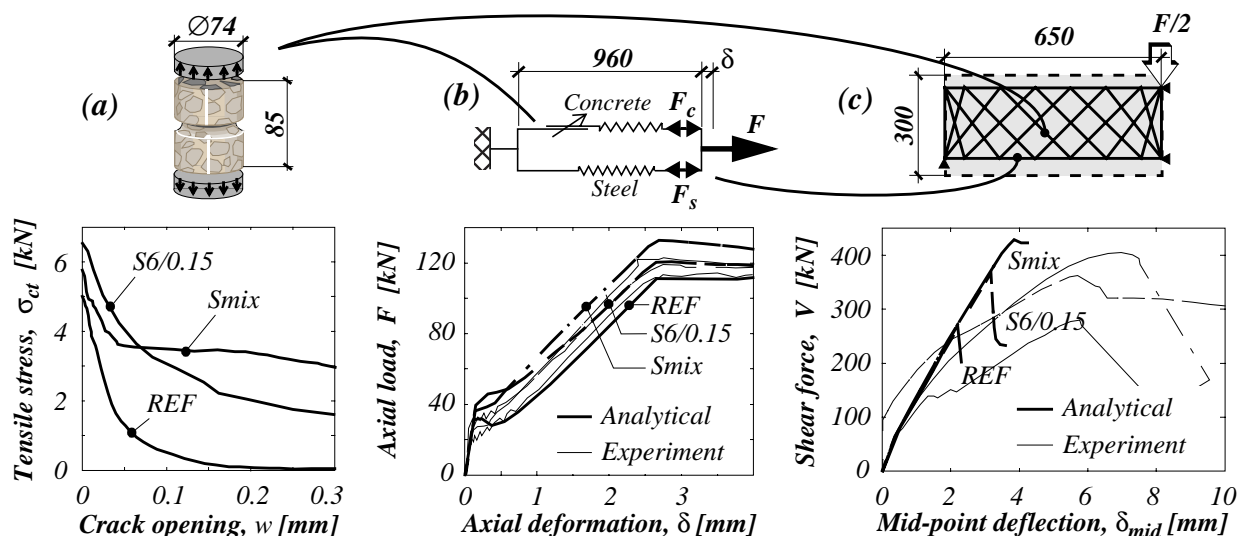 ∅74
85
(a)
960
δ
(b)
Concrete
F_c
F
Steel
F_s
650
F/2
(c)
300
Tensile stress, σ_ct [kN]
6
4
2
0
S6/0.15
Smix
REF
0
0.1
0.2
0.3
Crack opening, w [mm]
Axial load, F [kN]
120
80
40
0
REF
S6/0.15
Smix
Analytical
Experiment
0
1
2
3
Axial deformation, δ [mm]
Shear force, V [kN]
400
300
200
100
0
Smix
S6/0.15
REF
Analytical
Experiment
0
2
4
6
8
10
Mid-point deflection, δ_mid [mm]